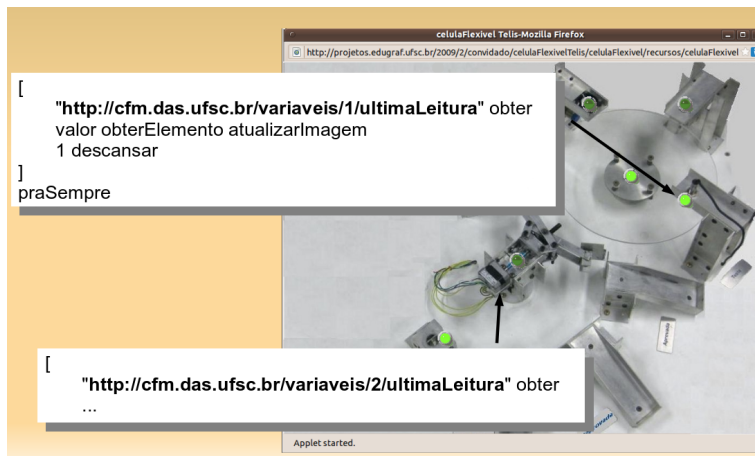 celulaFlexivel Telis-Mozilla Firefox
http://projetos.edugraf.ufsc.br/2009/2/convidado/celulaFlexivelTelis/celulaFlexivel/recursos/celulaFlexivel
[
"http://cfm.das.ufsc.br/variaveis/1/ultimaLeitura" obter
valor obterElemento atualizarImagem
1 descansar
]
praSempre
Aprovada
[
"http://cfm.das.ufsc.br/variaveis/2/ultimaLeitura" obter
...
Applet started.